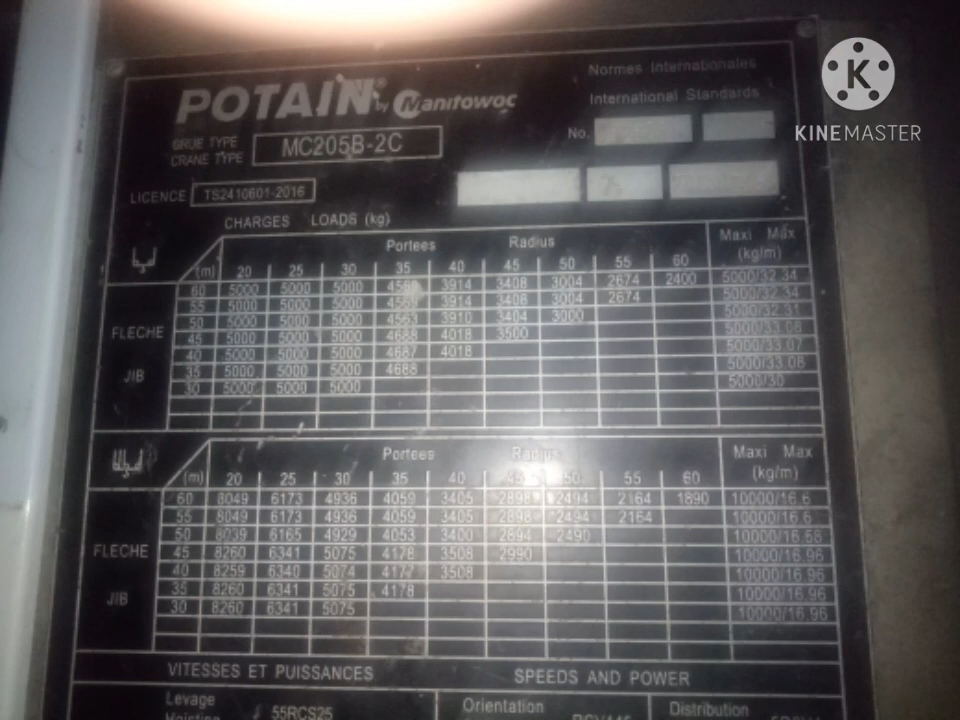 POTAIN® by Manitowoc
Normes Internationales
International Standards
K
KINEMASTER
No.
GRUE TYPE
CRANE TYPE
MC205B-2C
LICENCE TS2410601-2016
CHARGES LOADS (kg)
Portees Radius Maxi Max
(m) 20 25 30 35 40 45 50 55 60 (kg/m)
60 5000 5000 5000 3914 3408 3004 2674 2400 5000/32.34
55 5000 5000 5000 3914 3408 3004 2674 5000/32.34
50 5000 5000 5000 4563 3910 3404 3000 5000/32.31
FLECHE
45 5000 5000 5000 4688 4018 3500 5000/33.08
40 5000 5000 5000 4687 4018 5000/33.07
JIB
35 5000 5000 5000 4688 5000/33.08
30 5000 5000 5000 5000/30
Portees Radius Maxi Max
(m) 20 25 30 35 40 50 55 60 (kg/m)
60 8049 6173 4936 4059 3405 2898 2494 2164 1890 10000/16.6
55 8049 6173 4936 4059 3405 2898 2494 2164 10000/16.6
50 8039 6165 4929 4053 3400 2894 2490 10000/16.58
FLECHE
45 8260 6341 5075 4178 3508 2990 10000/16.96
40 8259 6340 5074 4177 3508 10000/16.96
JIB
35 8260 6341 5075 4178 10000/16.96
30 8260 6341 5075 10000/16.96
VITESSES ET PUISSANCES SPEEDS AND POWER
Levage Orientation Distribution
Hoisting 55RCS25